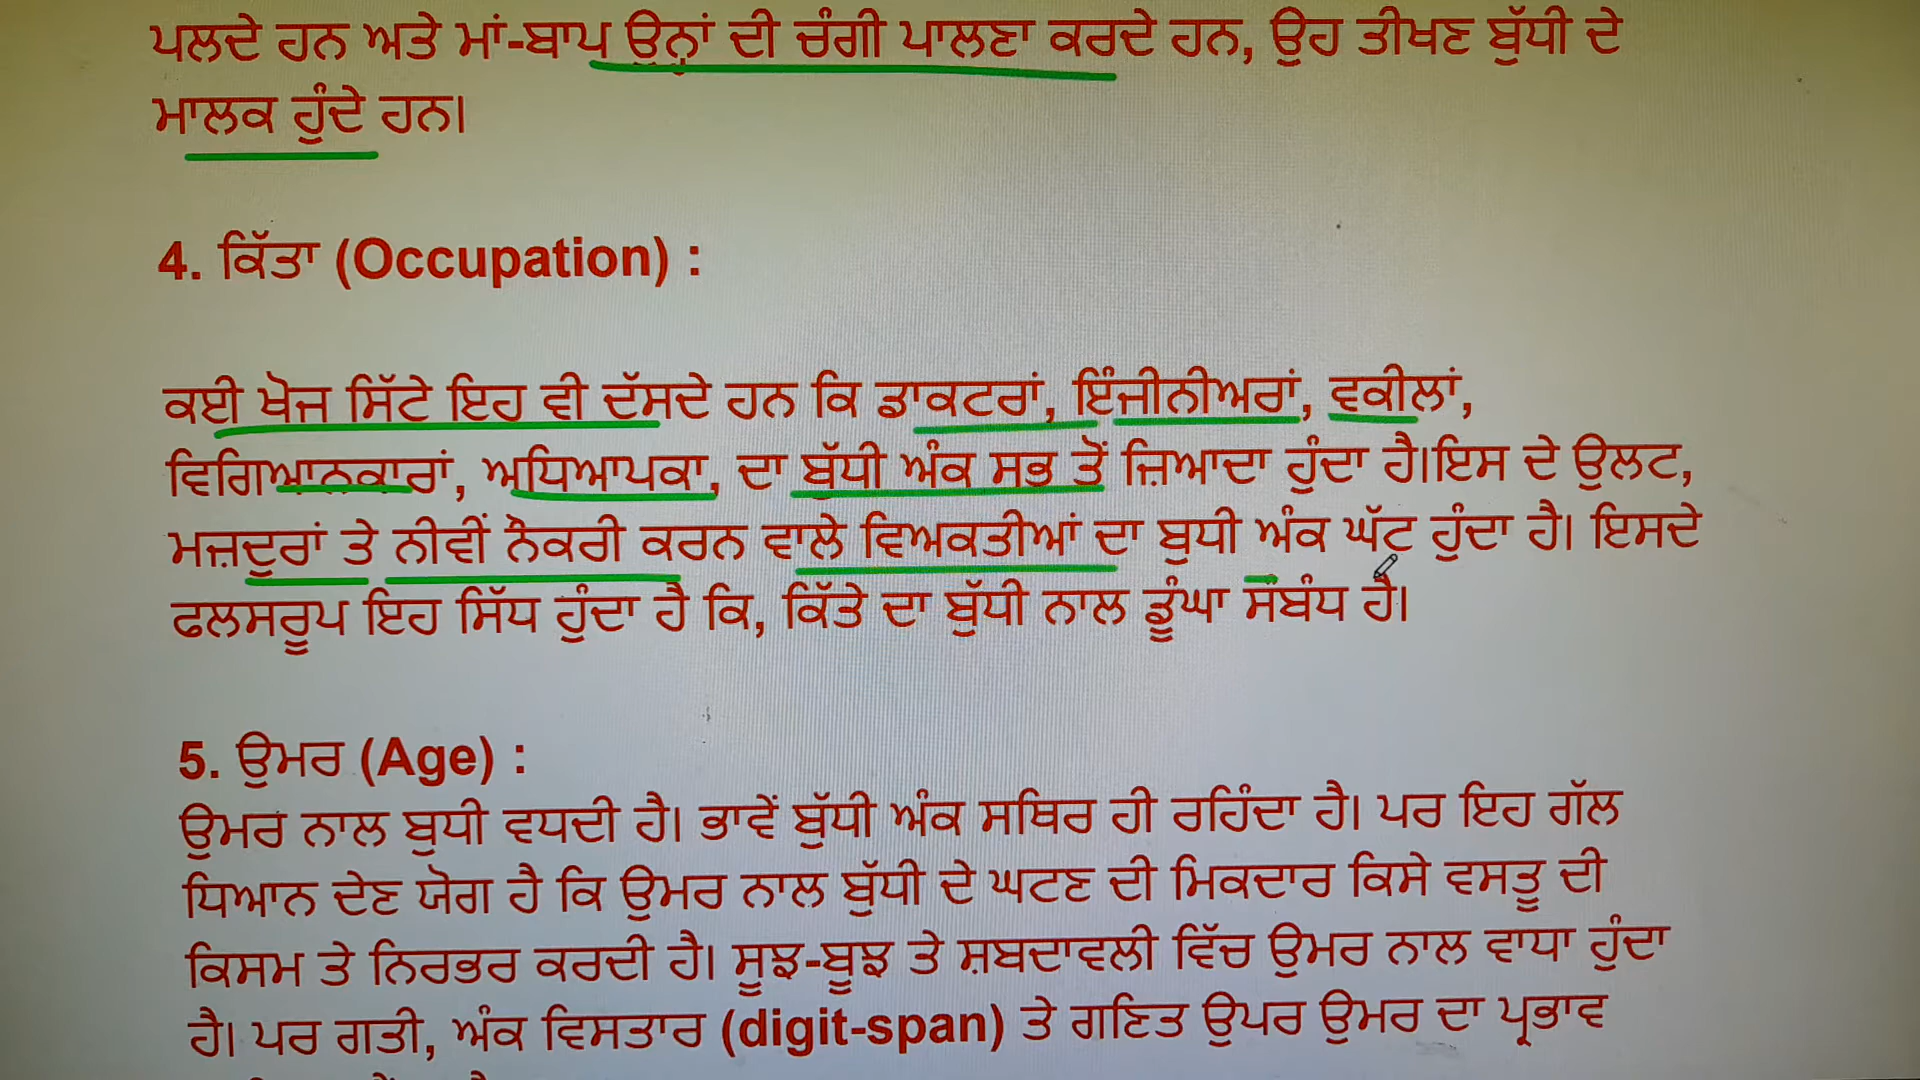 ਪਲਦੇ ਹਨ ਅਤੇ ਮਾਂ-ਬਾਪ ਉਨ੍ਹਾਂ ਦੀ ਚੰਗੀ ਪਾਲਣਾ ਕਰਦੇ ਹਨ, ਉਹ ਤੀਖਣ ਬੁੱਧੀ ਦੇ
ਮਾਲਕ ਹੁੰਦੇ ਹਨ।
4. ਕਿੱਤਾ (Occupation) :
ਕਈ ਖੋਜ ਸਿੱਟੇ ਇਹ ਵੀ ਦੱਸਦੇ ਹਨ ਕਿ ਡਾਕਟਰਾਂ, ਇੰਜੀਨੀਅਰਾਂ, ਵਕੀਲਾਂ,
ਵਿਗਿਆਨਕਾਰਾਂ, ਅਧਿਆਪਕਾ, ਦਾ ਬੁੱਧੀ ਅੰਕ ਸਭ ਤੋਂ ਜ਼ਿਆਦਾ ਹੁੰਦਾ ਹੈ।ਇਸ ਦੇ ਉਲਟ,
ਮਜ਼ਦੂਰਾਂ ਤੇ ਨੀਵੀਂ ਨੌਕਰੀ ਕਰਨ ਵਾਲੇ ਵਿਅਕਤੀਆਂ ਦਾ ਬੁਧੀ ਅੰਕ ਘੱਟ ਹੁੰਦਾ ਹੈ। ਇਸਦੇ
ਫਲਸਰੂਪ ਇਹ ਸਿੱਧ ਹੁੰਦਾ ਹੈ ਕਿ, ਕਿੱਤੇ ਦਾ ਬੁੱਧੀ ਨਾਲ ਡੂੰਘਾ ਸੰਬੰਧ ਹੈ।
5. ਉਮਰ (Age) :
ਉਮਰ ਨਾਲ ਬੁਧੀ ਵਧਦੀ ਹੈ। ਭਾਵੇਂ ਬੁੱਧੀ ਅੰਕ ਸਥਿਰ ਹੀ ਰਹਿੰਦਾ ਹੈ। ਪਰ ਇਹ ਗੱਲ
ਧਿਆਨ ਦੇਣ ਯੋਗ ਹੈ ਕਿ ਉਮਰ ਨਾਲ ਬੁੱਧੀ ਦੇ ਘਟਣ ਦੀ ਮਿਕਦਾਰ ਕਿਸੇ ਵਸਤੂ ਦੀ
ਕਿਸਮ ਤੇ ਨਿਰਭਰ ਕਰਦੀ ਹੈ। ਸੂਝ-ਬੂਝ ਤੇ ਸ਼ਬਦਾਵਲੀ ਵਿੱਚ ਉਮਰ ਨਾਲ ਵਾਧਾ ਹੁੰਦਾ
ਹੈ। ਪਰ ਗਤੀ, ਅੰਕ ਵਿਸਤਾਰ (digit-span) ਤੇ ਗਣਿਤ ਉਪਰ ਉਮਰ ਦਾ ਪ੍ਰਭਾਵ